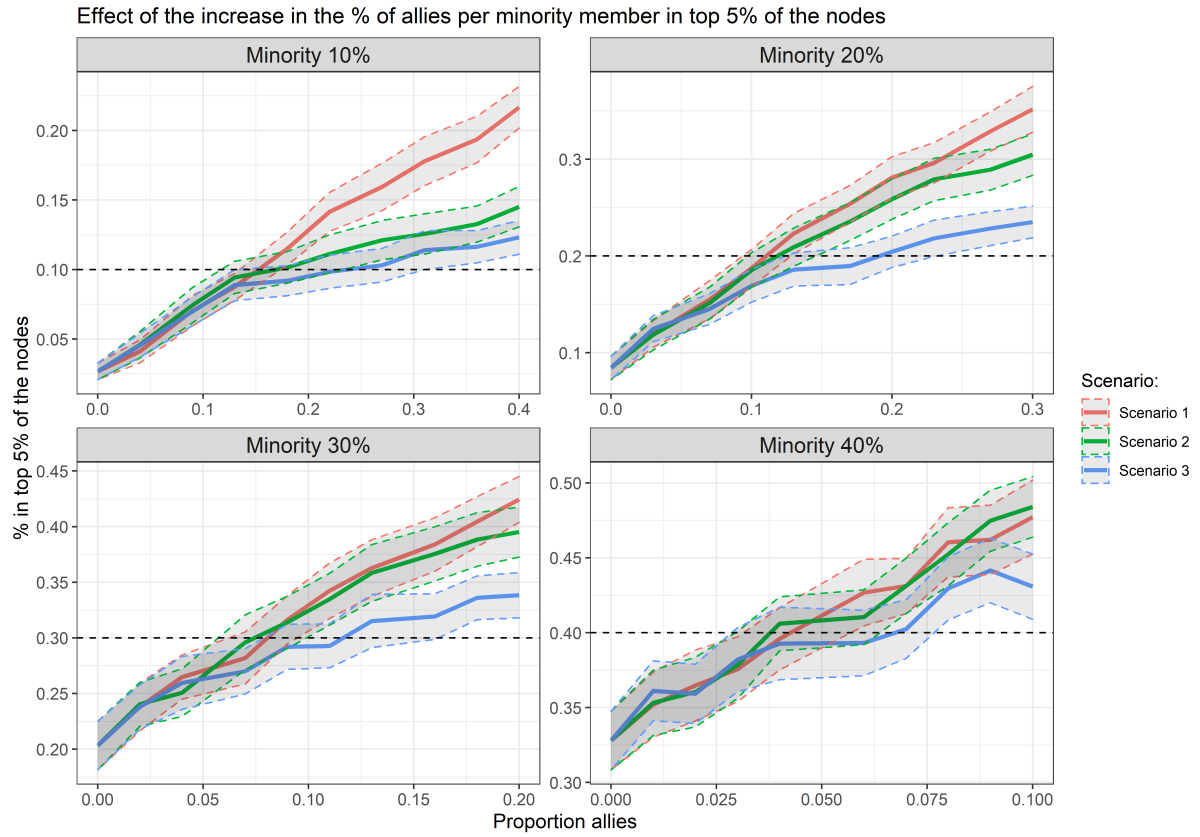 Effect of the increase in the % of allies per minority member in top 5% of the nodes
Minority 10%
Minority 20%
0.20
0.15
0.10
0.05
0.3
0.2
0.1
0.0 0.1 0.2 0.3 0.4
0.0 0.1 0.2 0.3
% in top 5% of the nodes
Minority 30%
Minority 40%
0.45
0.40
0.35
0.30
0.25
0.20
0.50
0.45
0.40
0.35
0.30
0.00 0.05 0.10 0.15 0.20
0.000 0.025 0.050 0.075 0.100
Proportion allies
Scenario:
Scenario 1
Scenario 2
Scenario 3